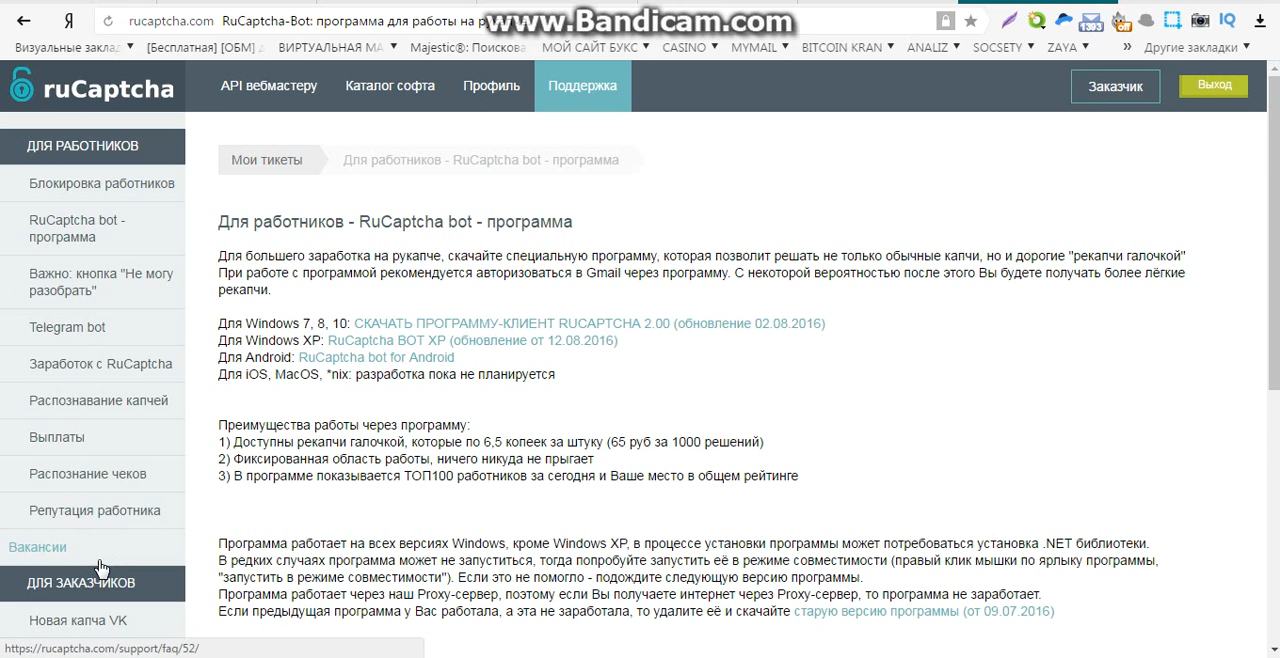 rucaptcha.com RuCaptcha-Bot: программа для работы на
www.Bandicam.com
1393
Off
IQ
Визуальные заклад
[Бесплатная] [ОБМ]
ВИРТУАЛЬНАЯ МА
Majestic®: Поискова
МОЙ САЙТ БУКС
CASINO
MYMAIL
BITCOIN KRAN
ANALIZ
SOCSETY
ZAYA
»
Другие закладки
ruCaptcha
API вебмастеру
Каталог софта
Профиль
Поддержка
Заказчик
Выход
ДЛЯ РАБОТНИКОВ
Блокировка работников
RuCaptcha bot -
программа
Важно: кнопка "Не могу
разобрать"
Telegram bot
Заработок с RuCaptcha
Распознавание капчей
Выплаты
Распознание чеков
Репутация работника
Вакансии
ДЛЯ ЗАКАЗЧИКОВ
Новая капча VK
Мои тикеты
Для работников - RuCaptcha bot - программа
Для работников - RuCaptcha bot - программа
Для большего заработка на рукапче, скачайте специальную программу, которая позволит решать не только обычные капчи, но и дорогие "рекапчи галочкой"
При работе с программой рекомендуется авторизоваться в Gmail через программу. С некоторой вероятностью после этого Вы будете получать более лёгкие
рекапчи.
Для Windows 7, 8, 10: СКАЧАТЬ ПРОГРАММУ-КЛИЕНТ RUCAPTCHA 2.00 (обновление 02.08.2016)
Для Windows XP: RuCaptcha BOT XP (обновление от 12.08.2016)
Для Android: RuCaptcha bot for Android
Для iOS, MacOS, *nix: разработка пока не планируется
Преимущества работы через программу:
1) Доступны рекапчи галочкой, которые по 6,5 копеек за штуку (65 руб за 1000 решений)
2) Фиксированная область работы, ничего никуда не прыгает
3) В программе показывается ТОП100 работников за сегодня и Ваше место в общем рейтинге
Программа работает на всех версиях Windows, кроме Windows XP, в процессе установки программы может потребоваться установка .NET библиотеки.
В редких случаях программа может не запуститься, тогда попробуйте запустить её в режиме совместимости (правый клик мышки по ярлыку программы,
"запустить в режиме совместимости"). Если это не помогло - подождите следующую версию программы.
Программа работает через наш Proxy-сервер, поэтому если Вы получаете интернет через Proxy-сервер, то программа не заработает.
Если предыдущая программа у Вас работала, а эта не заработала, то удалите её и скачайте старую версию программы (от 09.07.2016)
https://rucaptcha.com/support/faq/52/